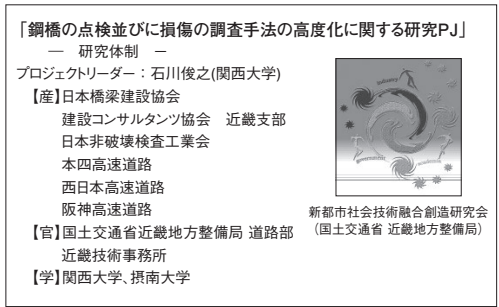 「鋼橋の点検並びに損傷の調査手法の高度化に関する研究PJ」
― 研究体制 −
プロジェクトリーダー：石川俊之(関西大学)
【産】日本橋梁建設協会
建設コンサルタンツ協会 近畿支部
日本非破壊検査工業会
本四高速道路
西日本高速道路
阪神高速道路
【官】国土交通省近畿地方整備局 道路部
近畿技術事務所
【学】関西大学、摂南大学
新都市社会技術融合創造研究会
(国土交通省 近畿地方整備局)